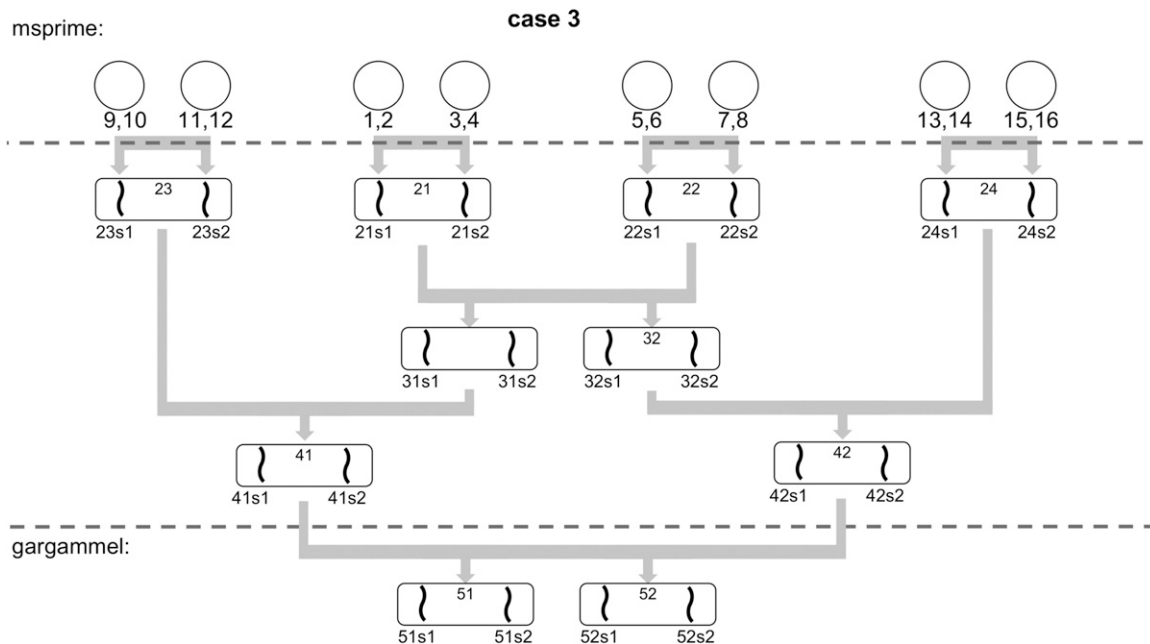 case 3
msprime:
9,10 11,12 1,2 3,4 5,6 7,8 13,14 15,16
23 21 22 24
23s1 23s2 21s1 21s2 22s1 22s2 24s1 24s2
32
31s1 31s2 32s1 32s2
41 42
41s1 41s2 42s1 42s2
gargammel:
51 52
51s1 51s2 52s1 52s2